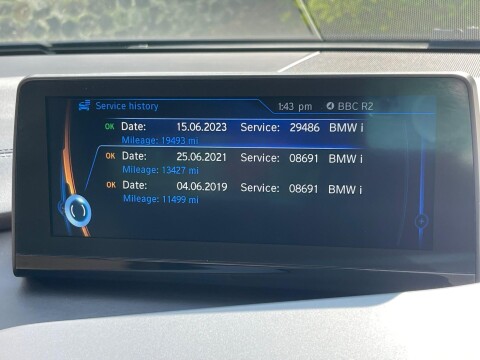 Service history 1:43 pm BBC R2
OK Date: 15.06.2023 Service: 29486 BMW i
Mileage: 19493 mi
OK Date: 25.06.2021 Service: 08691 BMW i
Mileage: 13427 mi
OK Date: 04.06.2019 Service: 08691 BMW i
Mileage: 11499 mi